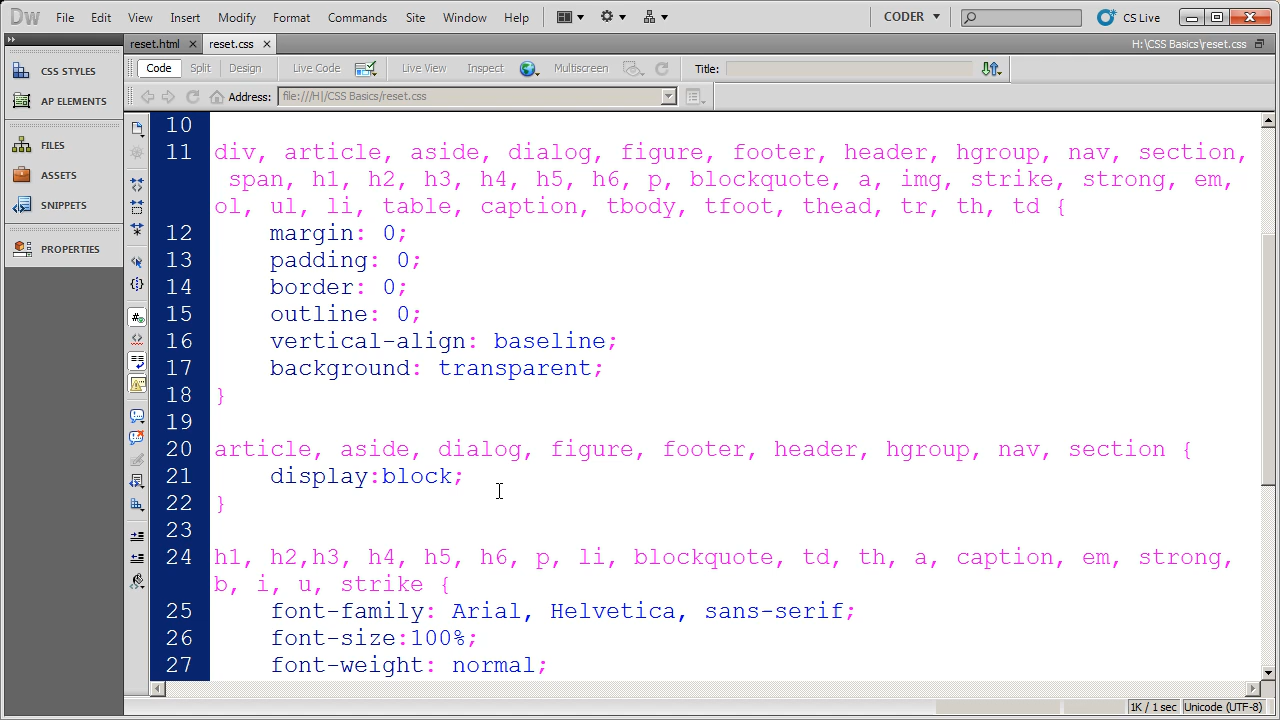 Dw File Edit View Insert Modify Format Commands Site Window Help CODER CS Live
reset.html reset.css H:\CSS Basics\reset.css
Code Split Design Live Code Live View Inspect Multiscreen Title:
Address: file:///H|/CSS Basics/reset.css
CSS STYLES
AP ELEMENTS
FILES
ASSETS
SNIPPETS
PROPERTIES
10
11 div, article, aside, dialog, figure, footer, header, hgroup, nav, section,
span, h1, h2, h3, h4, h5, h6, p, blockquote, a, img, strike, strong, em,
ol, ul, li, table, caption, tbody, tfoot, thead, tr, th, td {
12 margin: 0;
13 padding: 0;
14 border: 0;
15 outline: 0;
16 vertical-align: baseline;
17 background: transparent;
18 }
19
20 article, aside, dialog, figure, footer, header, hgroup, nav, section {
21 display:block;
22 }
23
24 h1, h2,h3, h4, h5, h6, p, li, blockquote, td, th, a, caption, em, strong,
b, i, u, strike {
25 font-family: Arial, Helvetica, sans-serif;
26 font-size:100%;
27 font-weight: normal;
1K / 1 sec Unicode (UTF-8)